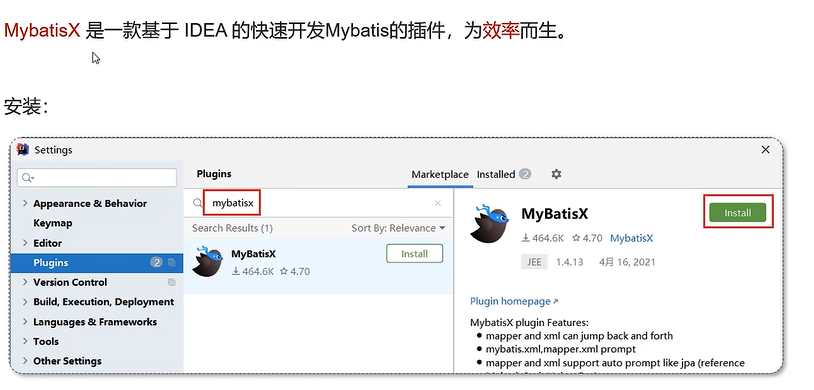 MybatisX 是一款基于 IDEA 的快速开发Mybatis的插件，为效率而生。
安装：
Settings
Plugins
Marketplace
Installed 2
mybatisx
Appearance & Behavior
Keymap
Editor
Plugins 2
Version Control
Build, Execution, Deployment
Languages & Frameworks
Tools
Other Settings
Search Results (1)
Sort By: Relevance
MyBatisX
464.6K 4.70
Install
MyBatisX
Install
464.6K 4.70 MybatisX
JEE 1.4.13 4月 16, 2021
Plugin homepage
MybatisX plugin Features:
mapper and xml can jump back and forth
mybatis.xml,mapper.xml prompt
mapper and xml support auto prompt like jpa (reference